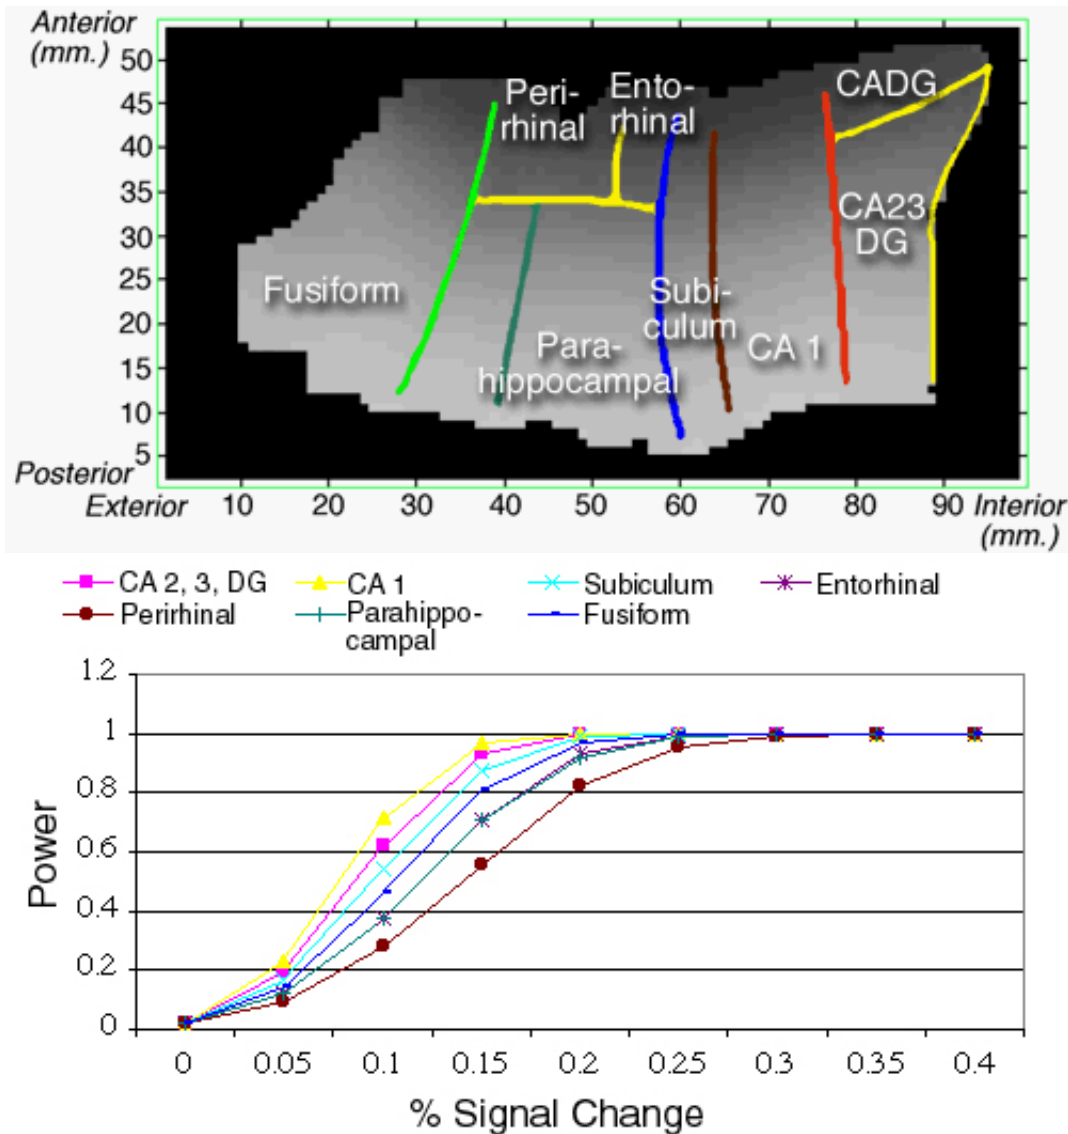 Anterior
(mm.)
50
45
40
35
30
25
20
15
10
5
Posterior
Exterior 10 20 30 40 50 60 70 80 90 Interior
(mm.)
Peri-
rhinal
Ento-
rhinal
CADG
CA23
DG
Fusiform
Subi-
culum
Para-
hippocampal
CA 1
CA 2, 3, DG CA 1 Subiculum Entorhinal
Perirhinal Parahippo-
campal Fusiform
1.2
1
0.8
0.6
0.4
0.2
0
Power
0 0.05 0.1 0.15 0.2 0.25 0.3 0.35 0.4
% Signal Change